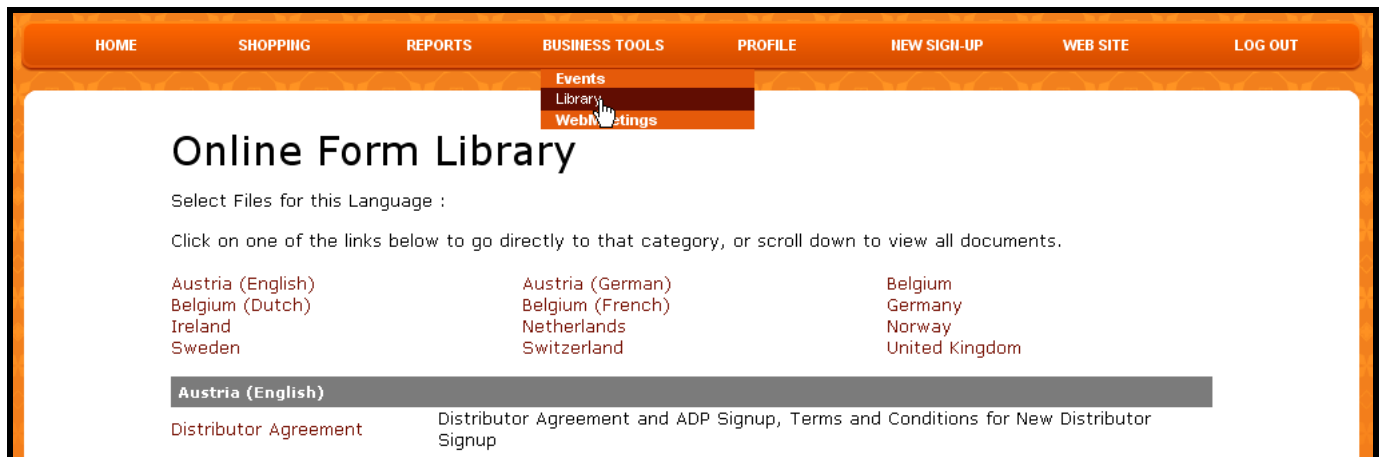 HOME SHOPPING REPORTS BUSINESS TOOLS PROFILE NEW SIGN-UP WEB SITE LOG OUT
Events
Library
WebMeetings
Online Form Library
Select Files for this Language :
Click on one of the links below to go directly to that category, or scroll down to view all documents.
Austria (English) Austria (German) Belgium
Belgium (Dutch) Belgium (French) Germany
Ireland Netherlands Norway
Sweden Switzerland United Kingdom
Austria (English)
Distributor Agreement
Distributor Agreement and ADP Signup, Terms and Conditions for New Distributor
Signup